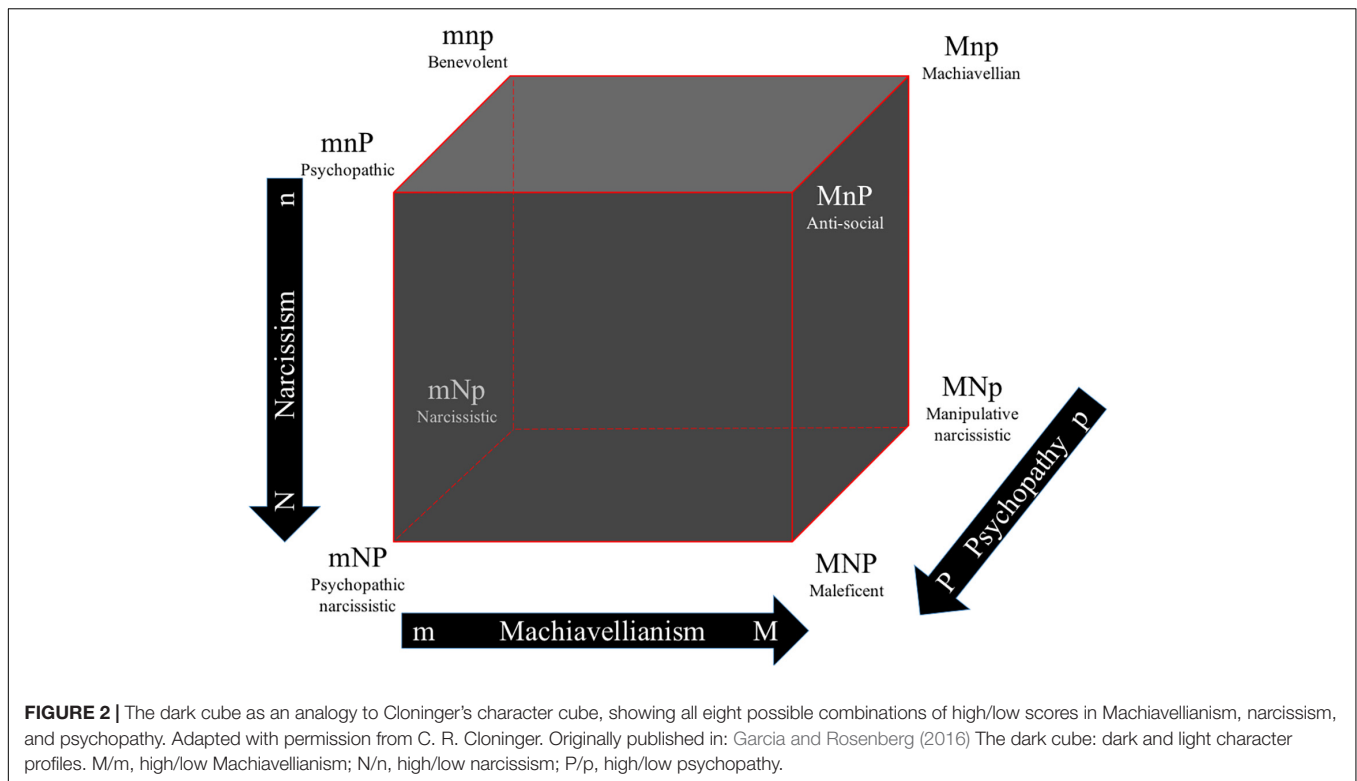 mnp
Benevolent
Mnp
Machiavellian
mnP
Psychopathic
MnP
Anti-social
n
Narcissism
N
mNp
Narcissistic
MNp
Manipulative
narcissistic
p
Psychopathy
P
mNP
Psychopathic
narcissistic
MNP
Maleficent
m Machiavellianism M
FIGURE 2 | The dark cube as an analogy to Cloninger's character cube, showing all eight possible combinations of high/low scores in Machiavellianism, narcissism,
and psychopathy. Adapted with permission from C. R. Cloninger. Originally published in: Garcia and Rosenberg (2016) The dark cube: dark and light character
profiles. M/m, high/low Machiavellianism; N/n, high/low narcissism; P/p, high/low psychopathy.